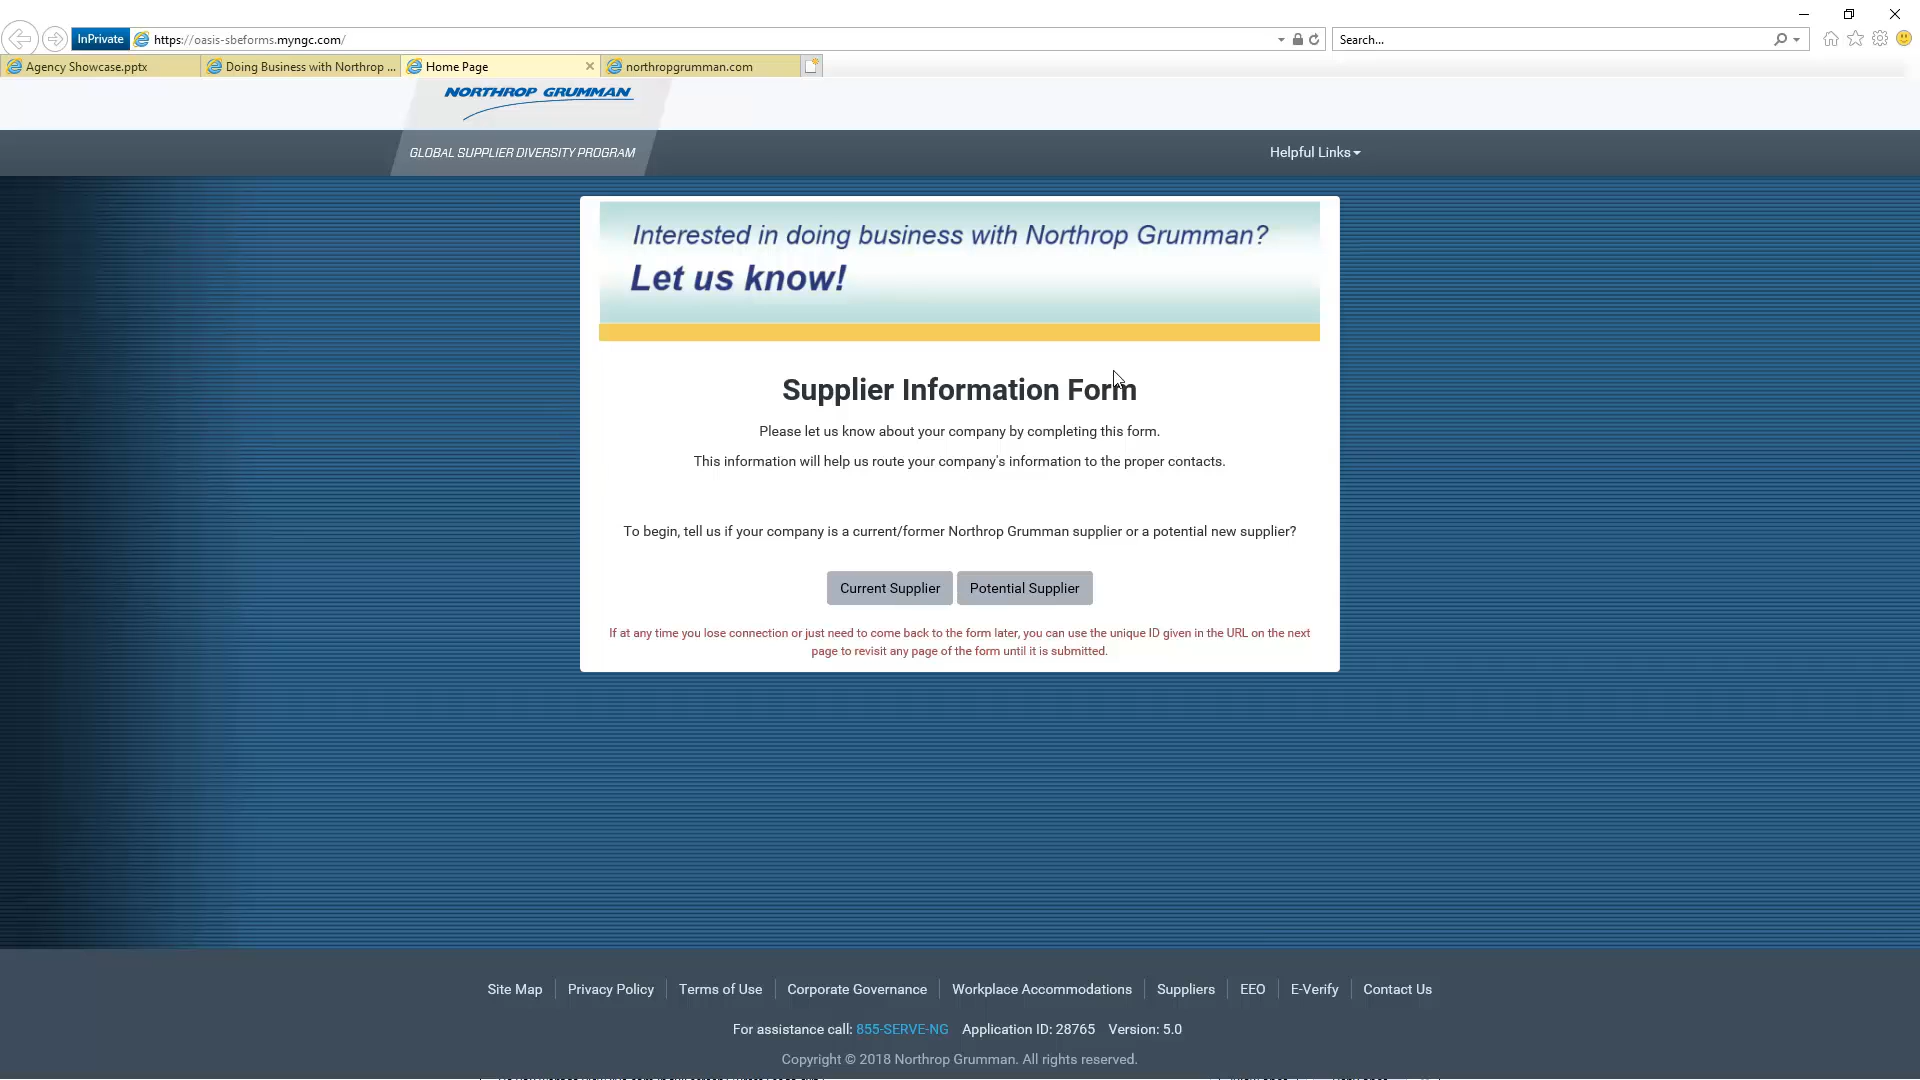 InPrivate https://oasis-sbeforms.myngc.com/ Search...
Agency Showcase.pptx Doing Business with Northrop ... Home Page northropgrumman.com
NORTHROP GRUMMAN
GLOBAL SUPPLIER DIVERSITY PROGRAM
Helpful Links
Interested in doing business with Northrop Grumman?
Let us know!
Supplier Information Form
Please let us know about your company by completing this form.
This information will help us route your company's information to the proper contacts.
To begin, tell us if your company is a current/former Northrop Grumman supplier or a potential new supplier?
Current Supplier Potential Supplier
If at any time you lose connection or just need to come back to the form later, you can use the unique ID given in the URL on the next
page to revisit any page of the form until it is submitted.
Site Map Privacy Policy Terms of Use Corporate Governance Workplace Accommodations Suppliers EEO E-Verify Contact Us
For assistance call: 855-SERVE-NG Application ID: 28765 Version: 5.0
Copyright © 2018 Northrop Grumman. All rights reserved.